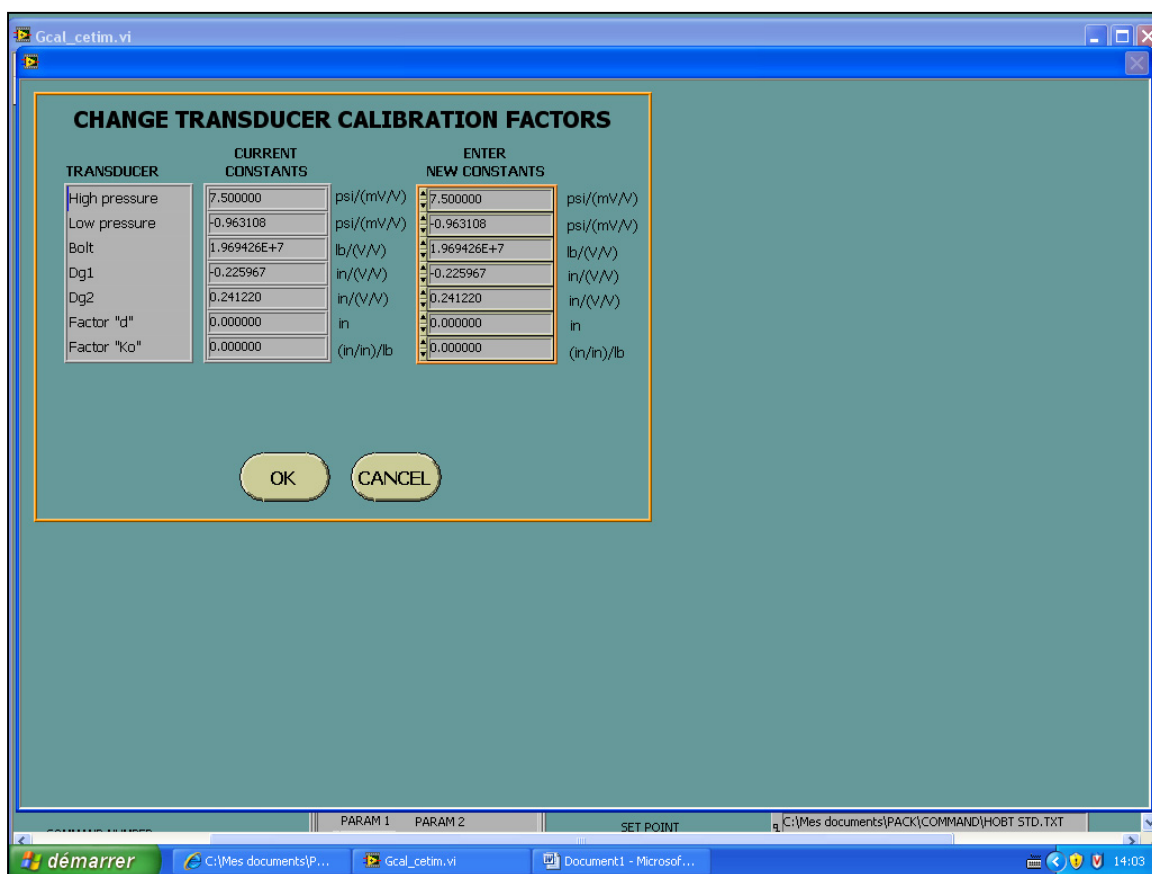 Gcal_cetim.vi
CHANGE TRANSDUCER CALIBRATION FACTORS
TRANSDUCER CURRENT CONSTANTS ENTER NEW CONSTANTS
High pressure 7.500000 psi/(mV/V) 7.500000 psi/(mV/V)
Low pressure -0.963108 psi/(mV/V) -0.963108 psi/(mV/V)
Bolt 1.969426E+7 lb/(V/V) 1.969426E+7 lb/(V/V)
Dg1 -0.225967 in/(V/V) -0.225967 in/(V/V)
Dg2 0.241220 in/(V/V) 0.241220 in/(V/V)
Factor "d" 0.000000 in 0.000000 in
Factor "Ko" 0.000000 (in/in)/lb 0.000000 (in/in)/lb
OK CANCEL
PARAM 1 PARAM 2 SET POINT C:\Mes documents\PACK\COMMAND\HOBT STD.TXT
démarrer C:\Mes documents\P... Gcal_cetim.vi Document1 - Microsof... 14:03